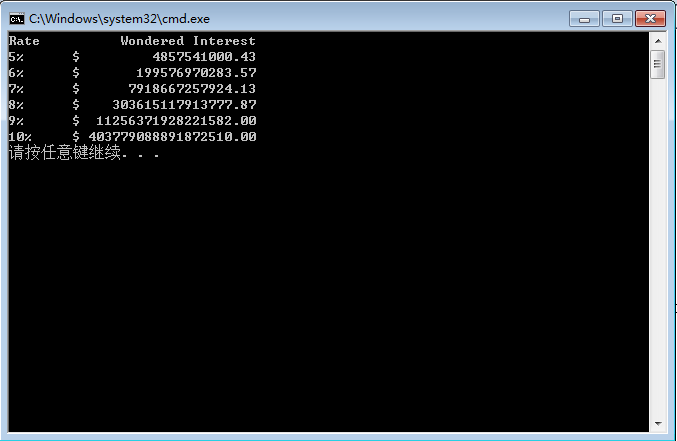 C:\Windows\system32\cmd.exe
Rate Wondered Interest
5% $ 4857541000.43
6% $ 199576970283.57
7% $ 7918667257924.13
8% $ 303615117913777.87
9% $ 11256371928221582.00
10% $ 403779088891872510.00
请按任意键继续. . .